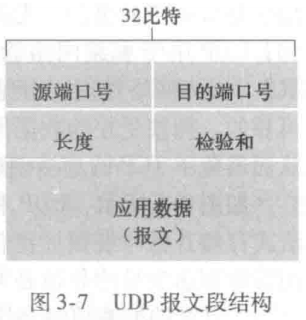 32比特
源端口号 目的端口号
长度 检验和
应用数据
（报文）
图 3-7 UDP 报文段结构